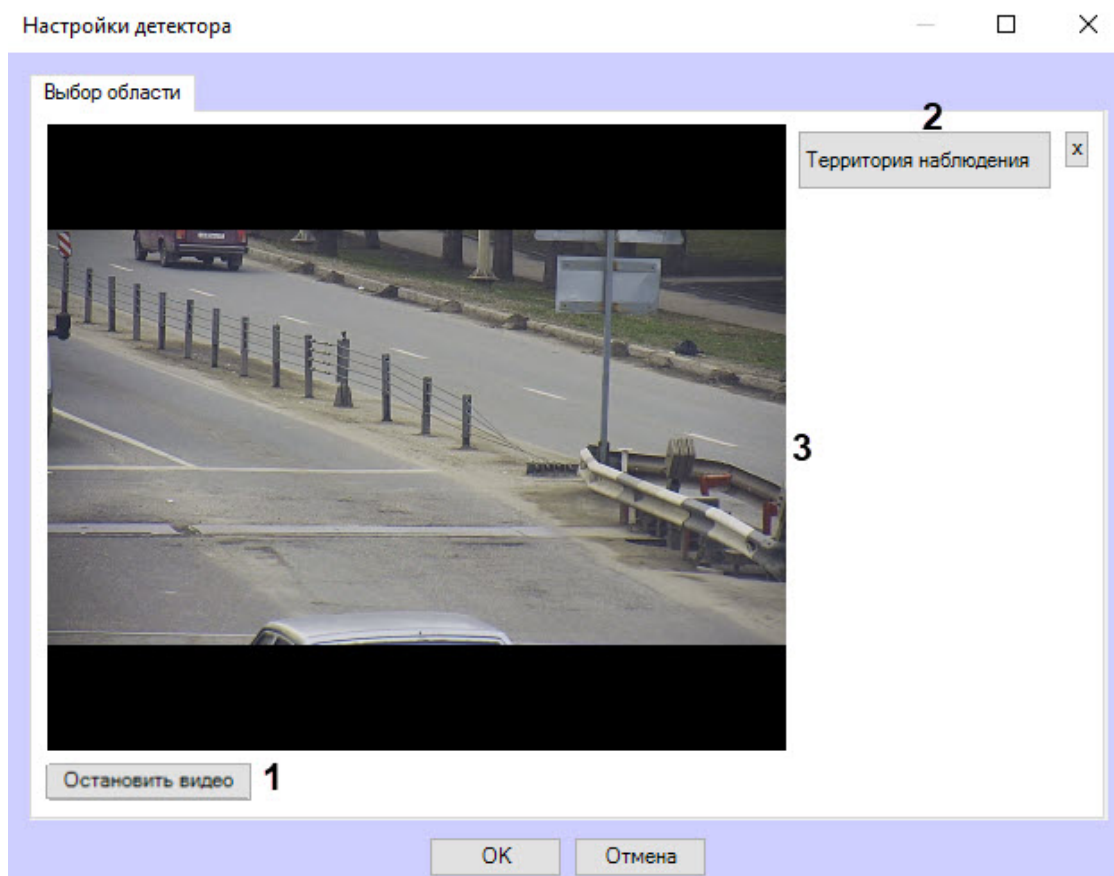 Настройки детектора
Выбор области
2
Территория наблюдения x
3
Остановить видео 1
OK Отмена